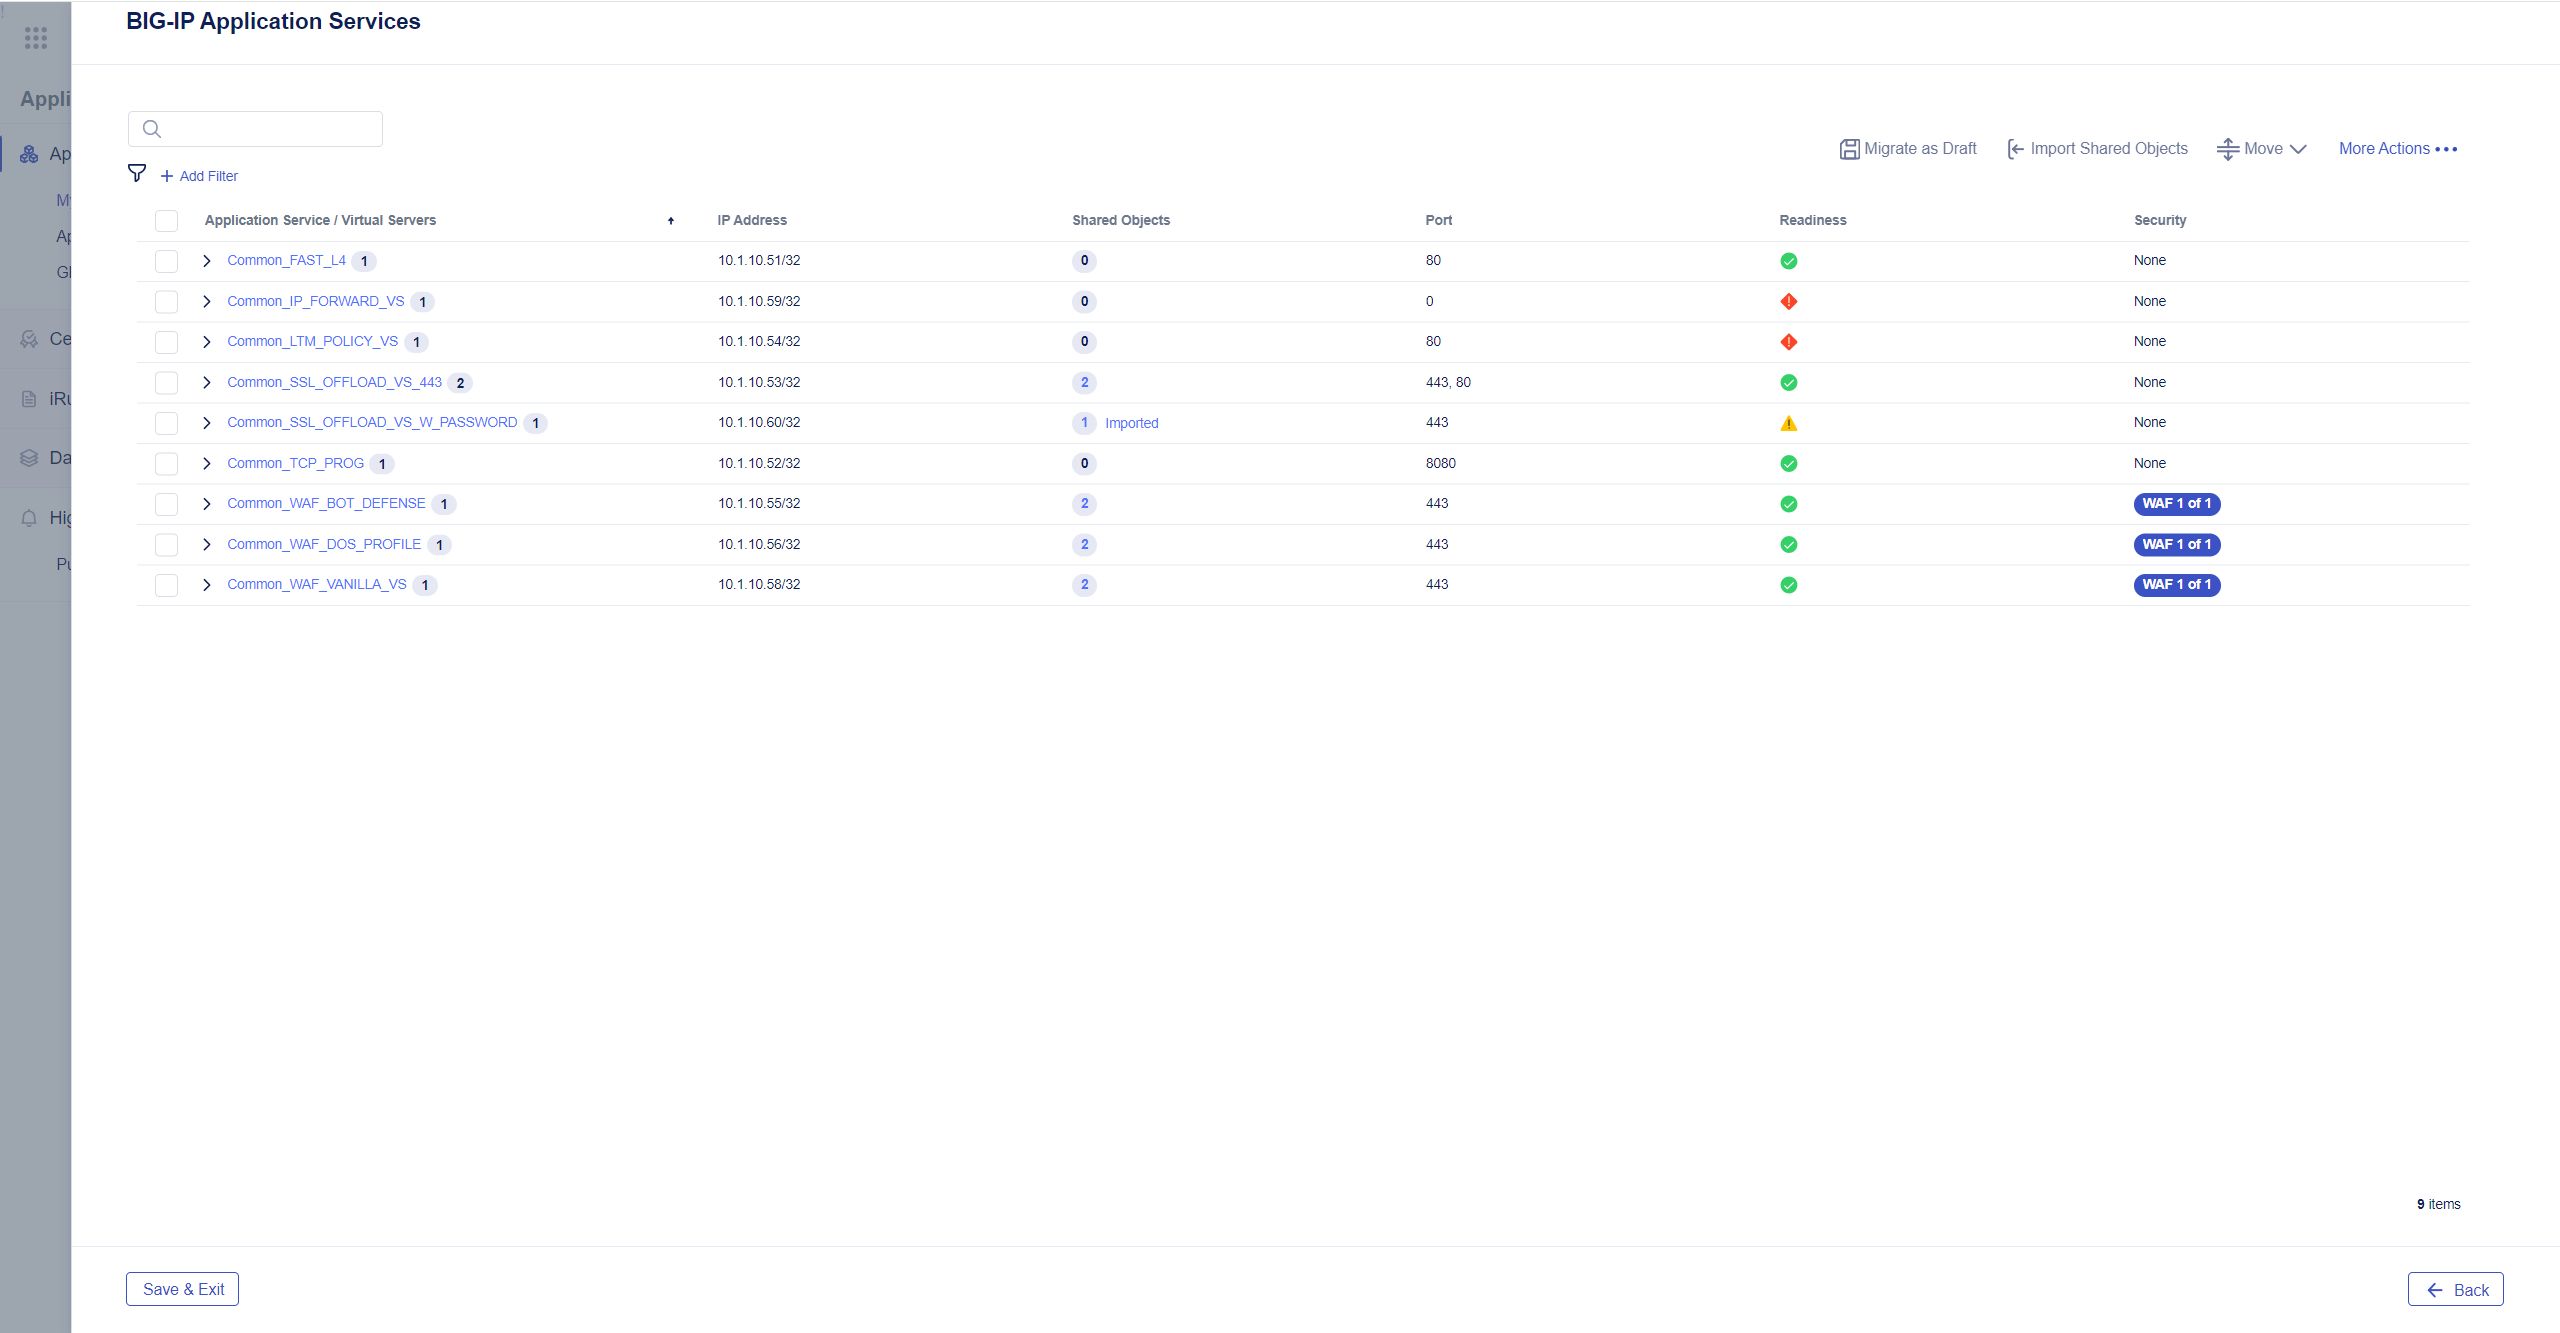 BIG-IP Application Services
Appli
Ap
My
Ap
Gl
Ce
iRu
Da
Hig
Pu
Add Filter
Migrate as Draft Import Shared Objects Move More Actions
Application Service / Virtual Servers IP Address Shared Objects Port Readiness Security
Common_FAST_L4 1 10.1.10.51/32 0 80 None
Common_IP_FORWARD_VS 1 10.1.10.59/32 0 0 None
Common_LTM_POLICY_VS 1 10.1.10.54/32 0 80 None
Common_SSL_OFFLOAD_VS_443 2 10.1.10.53/32 2 443, 80 None
Common_SSL_OFFLOAD_VS_W_PASSWORD 1 10.1.10.60/32 1 Imported 443 None
Common_TCP_PROG 1 10.1.10.52/32 0 8080 None
Common_WAF_BOT_DEFENSE 1 10.1.10.55/32 2 443 WAF 1 of 1
Common_WAF_DOS_PROFILE 1 10.1.10.56/32 2 443 WAF 1 of 1
Common_WAF_VANILLA_VS 1 10.1.10.58/32 2 443 WAF 1 of 1
9 items
Save & Exit
Back